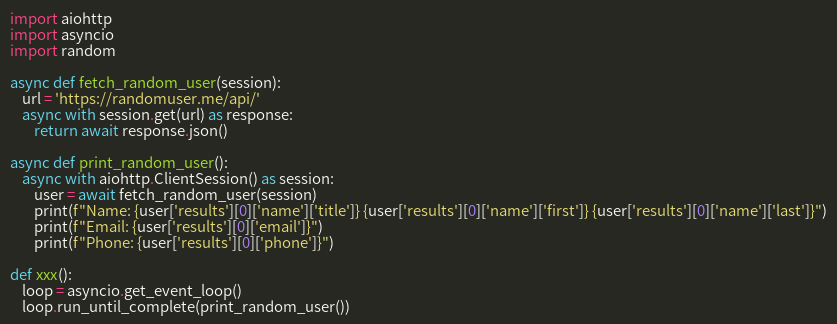 import aiohttp
import asyncio
import random

async def fetch_random_user(session):
    url = 'https://randomuser.me/api/'
    async with session.get(url) as response:
        return await response.json()

async def print_random_user():
    async with aiohttp.ClientSession() as session:
        user = await fetch_random_user(session)
        print(f"Name: {user['results'][0]['name']['title']} {user['results'][0]['name']['first']} {user['results'][0]['name']['last']}")
        print(f"Email: {user['results'][0]['email']}")
        print(f"Phone: {user['results'][0]['phone']}")

def xxx():
    loop = asyncio.get_event_loop()
    loop.run_until_complete(print_random_user())